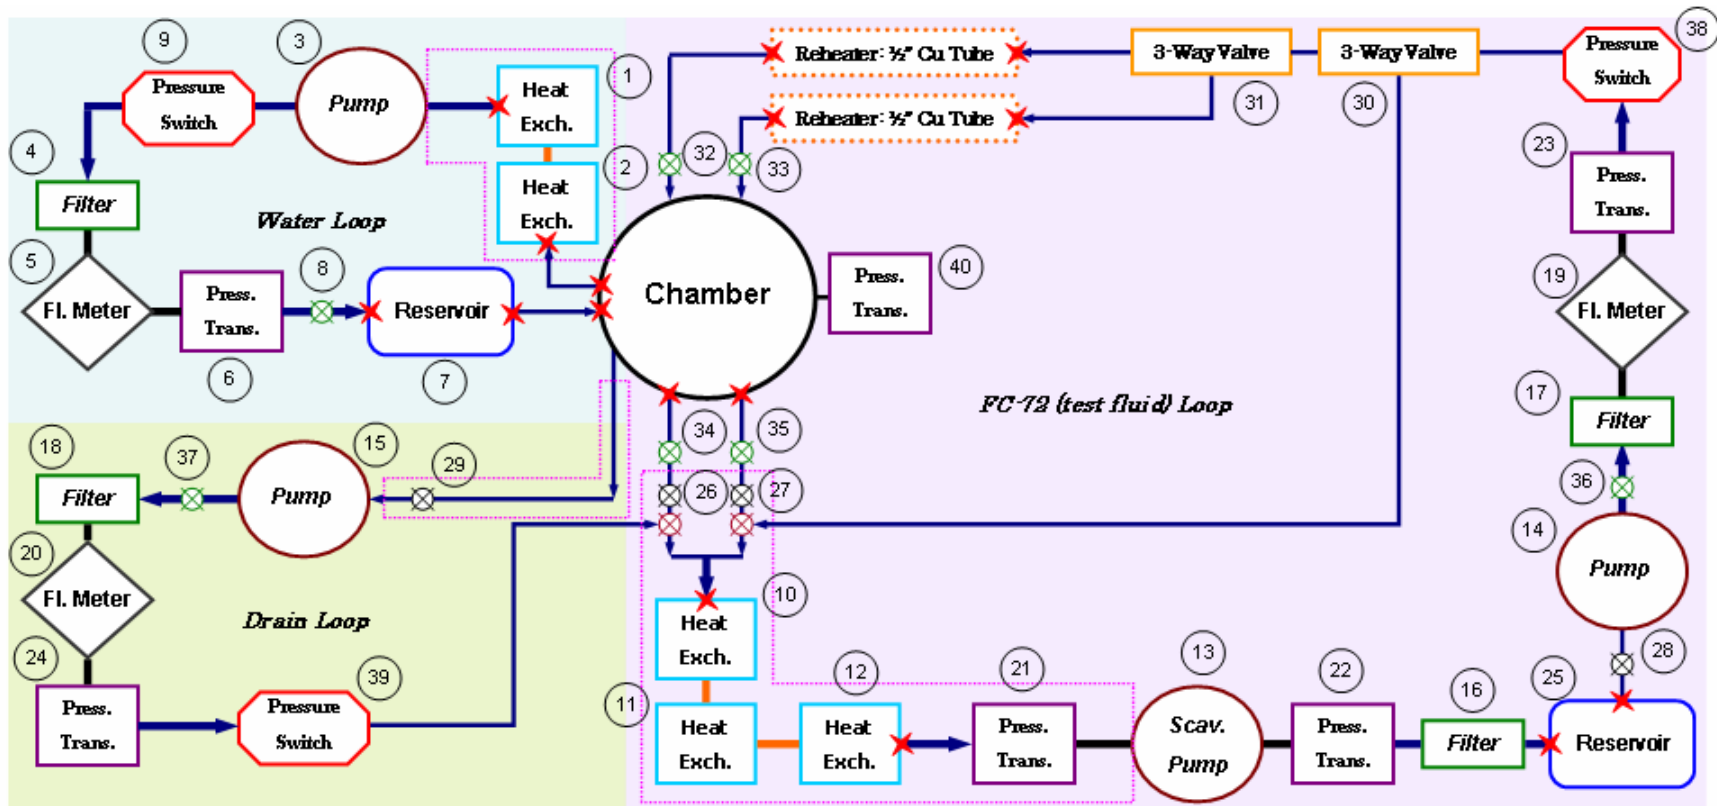 9
3
1
38
Pressure
Switch
Pump
Heat
Exch.
Reheater: ½" Cu Tube
3-Way Valve
3-Way Valve
Pressure
Switch
31
30
Reheater: ½" Cu Tube
4
2
32
33
23
Filter
Heat
Exch.
Press.
Trans.
Water Loop
5
8
40
19
Fl. Meter
Press.
Trans.
Reservoir
Chamber
Press.
Trans.
Fl. Meter
6
7
17
FC-72 (test fluid) Loop
Filter
18
37
15
29
34
35
Filter
Pump
26
27
36
20
14
Fl. Meter
Pump
10
Drain Loop
Heat
Exch.
24
39
11
12
21
13
22
16
25
28
Press.
Trans.
Pressure
Switch
Heat
Exch.
Heat
Exch.
Press.
Trans.
Scav.
Pump
Press.
Trans.
Filter
Reservoir